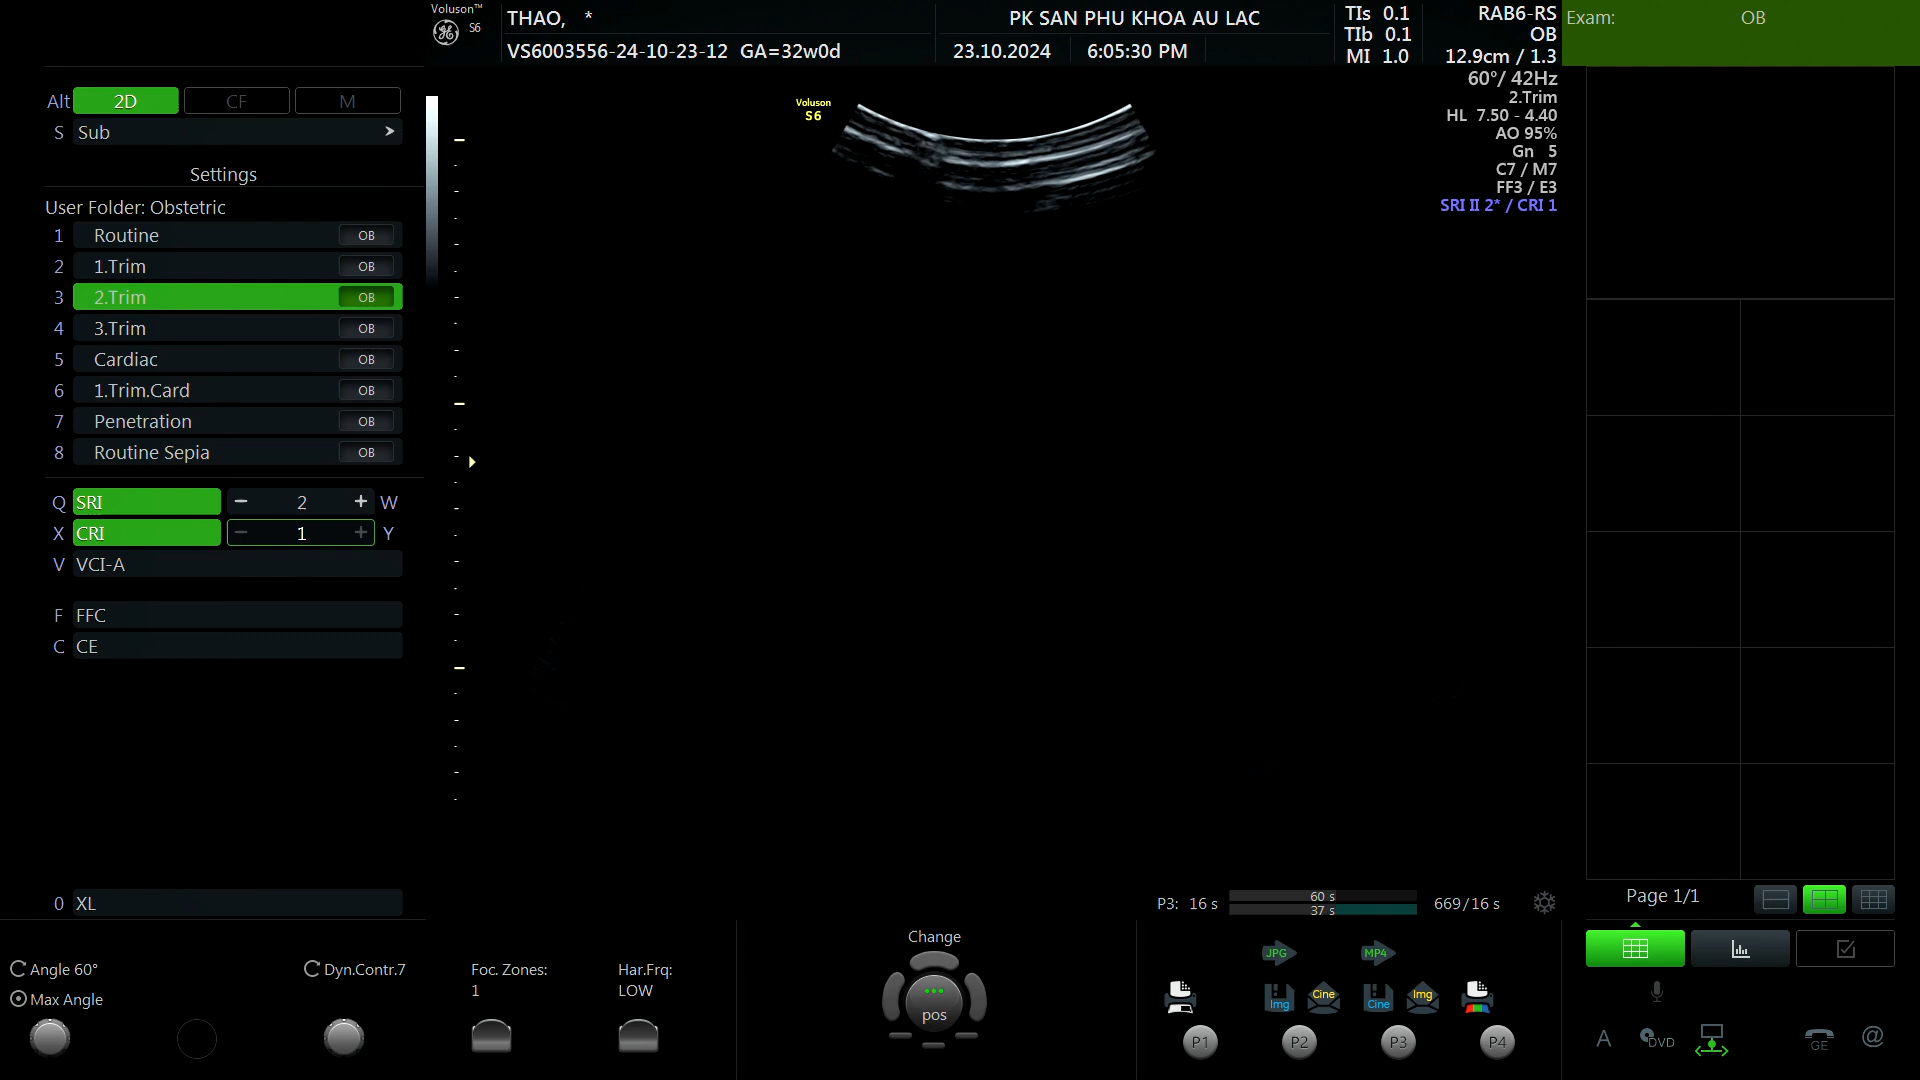 Voluson™
S6
THAO, *
PK SAN PHU KHOA AU LAC
VS6003556-24-10-23-12 GA=32w0d
23.10.2024
6:05:30 PM
TIs 0.1
TIb 0.1
MI 1.0
RAB6-RS
OB
12.9cm / 1.3
60°/ 42Hz
2.Trim
HL 7.50 - 4.40
AO 95%
Gn 5
C7 / M7
FF3 / E3
SRI II 2* / CRI 1
Exam: OB
Alt 2D CF M
S Sub >
Settings
User Folder: Obstetric
1 Routine OB
2 1.Trim OB
3 2.Trim OB
4 3.Trim OB
5 Cardiac OB
6 1.Trim.Card OB
7 Penetration OB
8 Routine Sepia OB
Q SRI − 2 + W
X CRI − 1 + Y
V VCI-A
F FFC
C CE
0 XL
Voluson
S6
P3: 16 s
60 s
37 s
669/16 s
Page 1/1
Angle 60°
Max Angle
Dyn.Contr.7
Foc. Zones:
1
Har.Frq:
LOW
Change
pos
JPG
MP4
Img
Cine
Cine
Img
P1
P2
P3
P4
A
DVD
GE
@